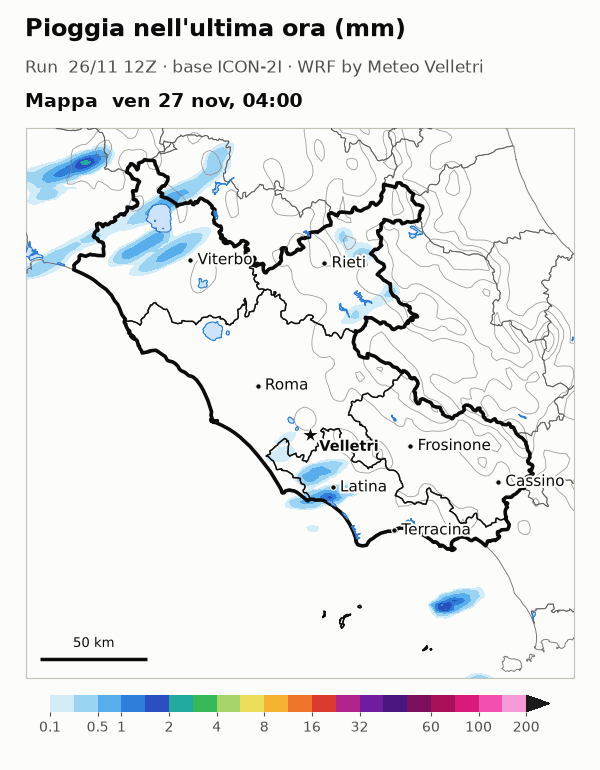 Pioggia nell'ultima ora (mm)
Run  26/11 12Z · base ICON-2I · WRF by Meteo Velletri
Mappa  ven 27 nov, 04:00
Viterbo
Rieti
Roma
Velletri
Frosinone
Latina
Cassino
Terracina
50 km
0.1 0.5 1 2 4 8 16 32 60 100 200